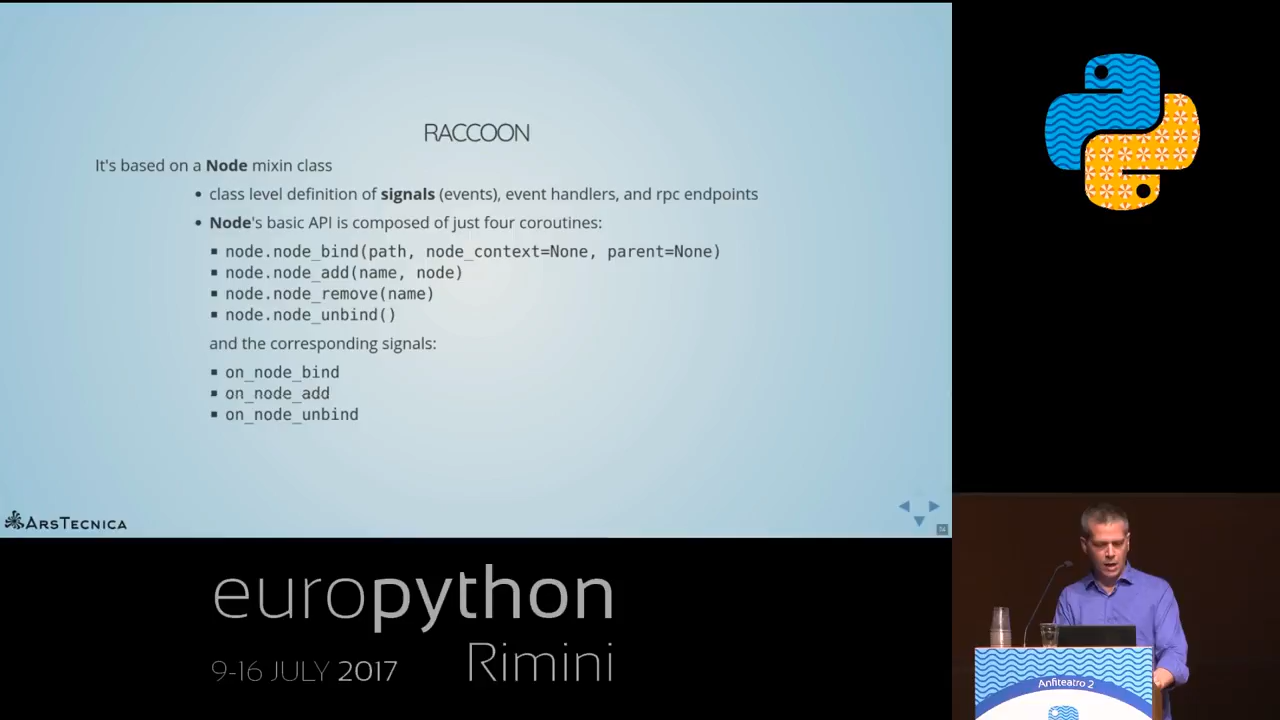 RACCOON
It's based on a Node mixin class
• class level definition of signals (events), event handlers, and rpc endpoints
• Node's basic API is composed of just four coroutines:
▪ node.node_bind(path, node_context=None, parent=None)
▪ node.node_add(name, node)
▪ node.node_remove(name)
▪ node.node_unbind()
and the corresponding signals:
▪ on_node_bind
▪ on_node_add
▪ on_node_unbind
ARSTECNICA
europython
9-16 JULY 2017 Rimini
Anfiteatro 2